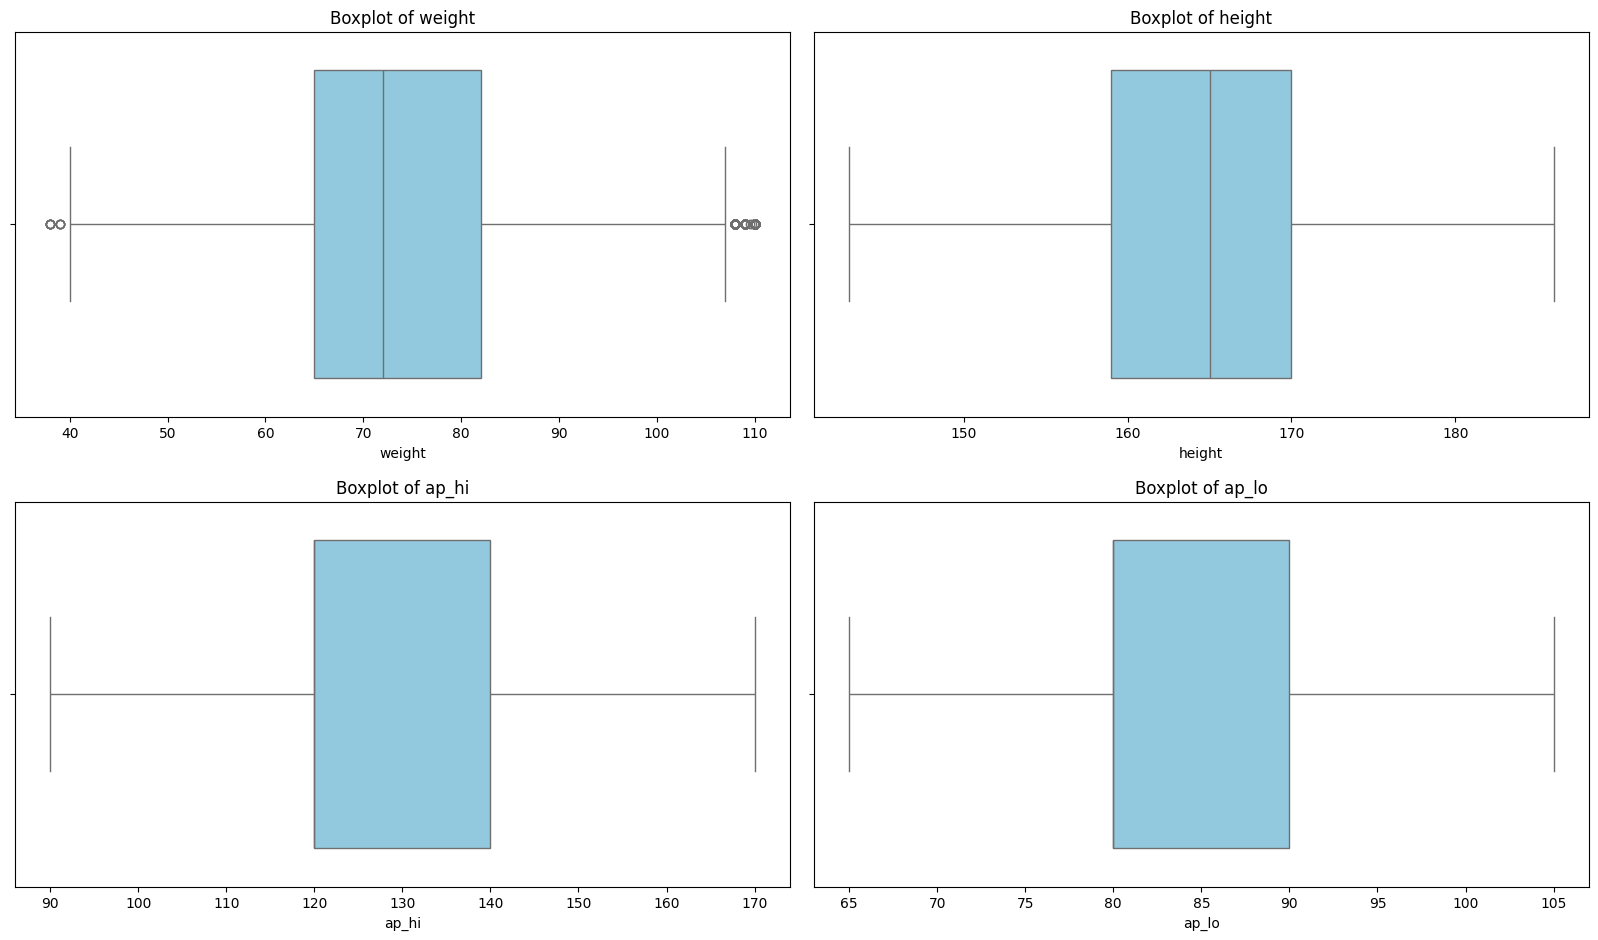 Boxplot of weight
40 50 60 70 80 90 100 110
weight
Boxplot of height
150 160 170 180
height
Boxplot of ap_hi
90 100 110 120 130 140 150 160 170
ap_hi
Boxplot of ap_lo
65 70 75 80 85 90 95 100 105
ap_lo